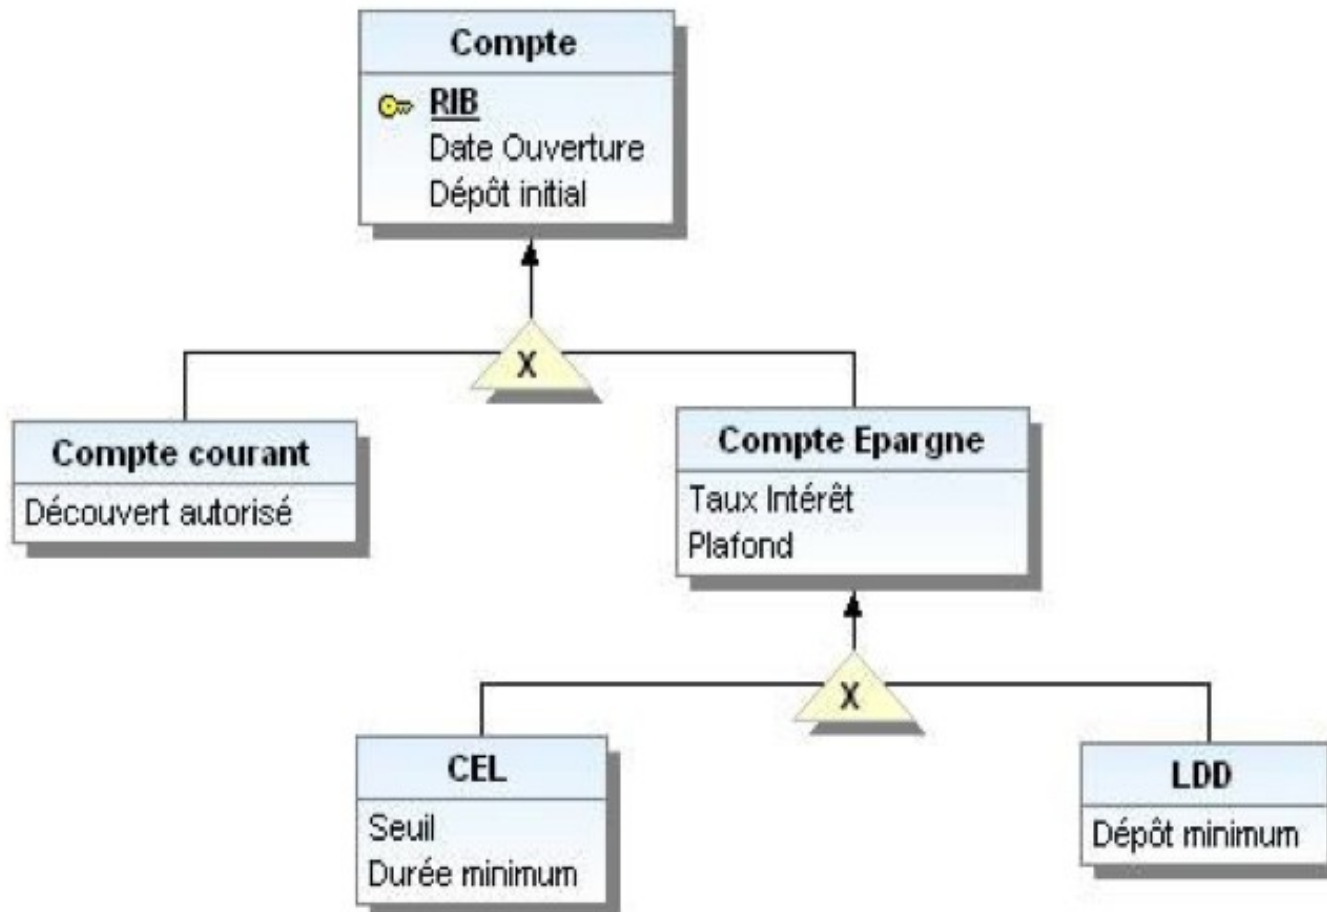 Compte
RIB
Date Ouverture
Dépôt initial
X
Compte courant
Découvert autorisé
Compte Epargne
Taux Intérêt
Plafond
X
CEL
Seuil
Durée minimum
LDD
Dépôt minimum